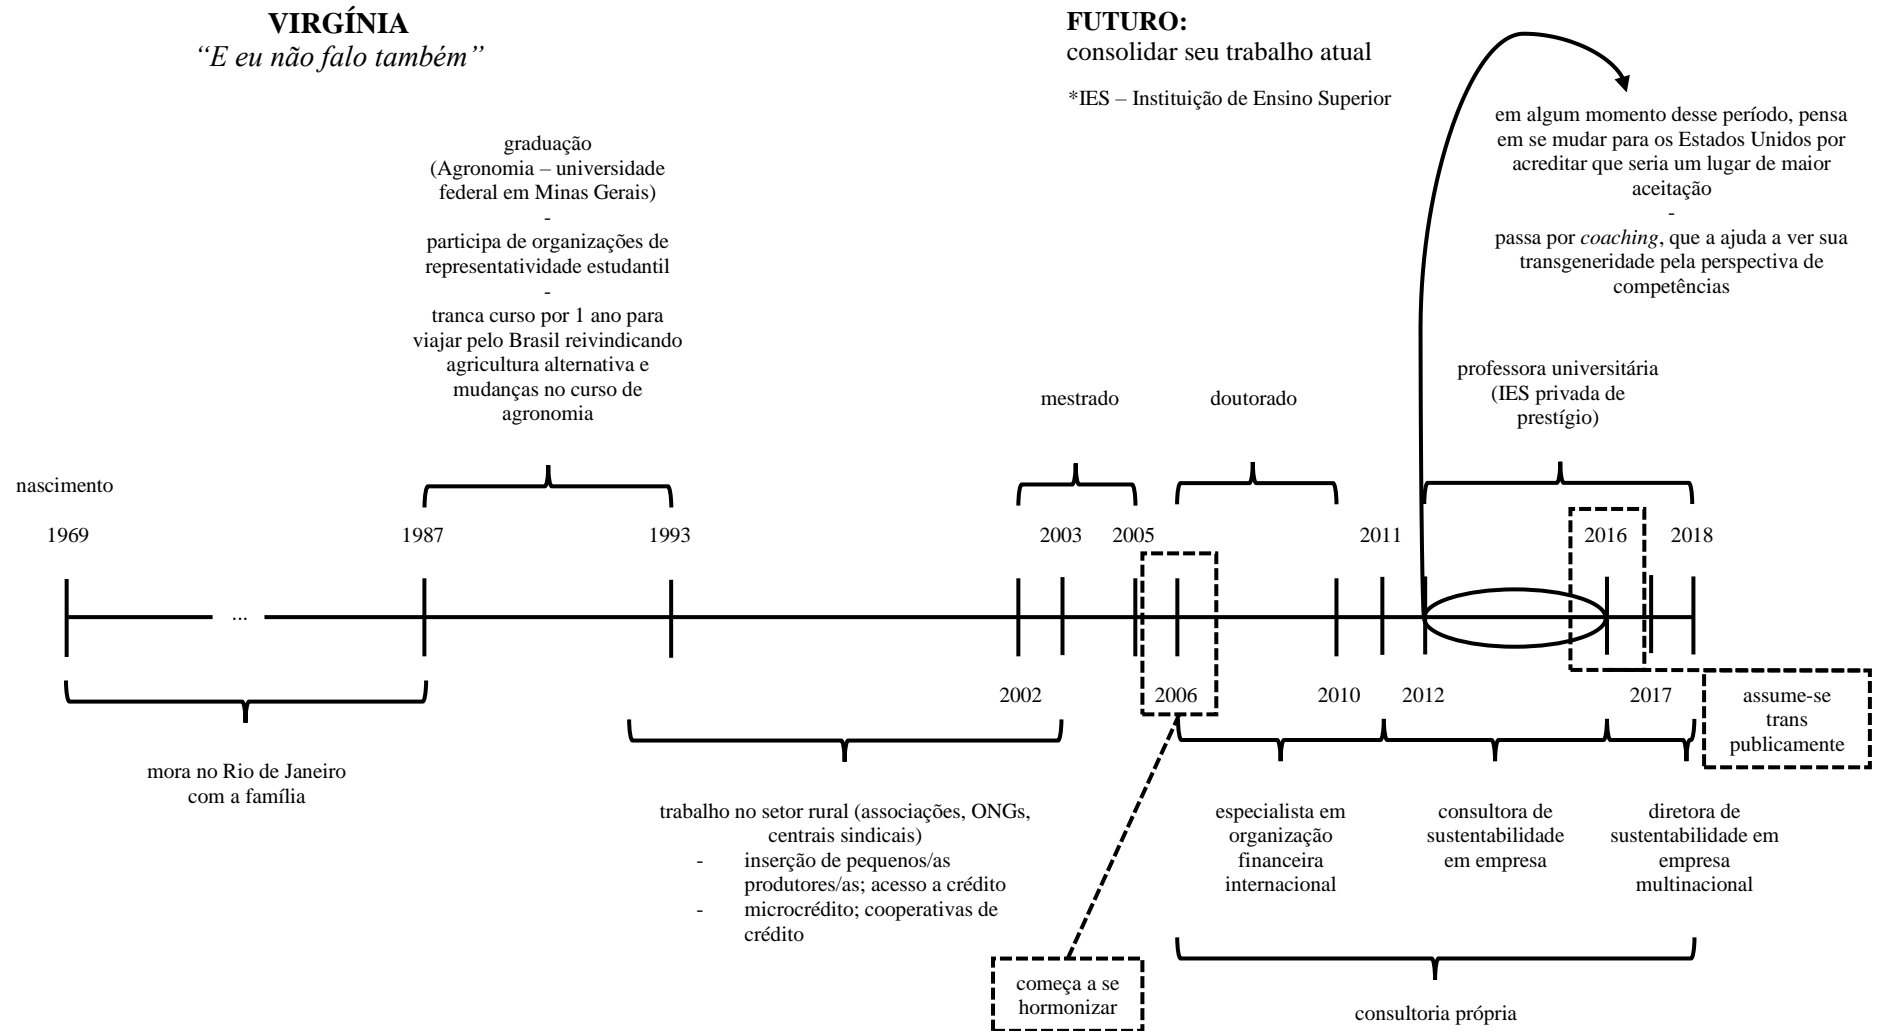 VIRGÍNIA
“E eu não falo também”
FUTURO:
consolidar seu trabalho atual
*IES – Instituição de Ensino Superior
em algum momento desse período, pensa
em se mudar para os Estados Unidos por
acreditar que seria um lugar de maior
aceitação
-
passa por coaching, que a ajuda a ver sua
transgeneridade pela perspectiva de
competências
graduação
(Agronomia – universidade
federal em Minas Gerais)
-
participa de organizações de
representatividade estudantil
-
tranca curso por 1 ano para
viajar pelo Brasil reivindicando
agricultura alternativa e
mudanças no curso de
agronomia
mestrado
doutorado
professora universitária
(IES privada de
prestígio)
nascimento
1969
1987
1993
2003
2005
2011
2016
2018
...
2002
2006
2010
2012
2017
assume-se
trans
publicamente
mora no Rio de Janeiro
com a família
trabalho no setor rural (associações, ONGs,
centrais sindicais)
- inserção de pequenos/as
produtores/as; acesso a crédito
- microcrédito; cooperativas de
crédito
especialista em
organização
financeira
internacional
consultora de
sustentabilidade
em empresa
diretora de
sustentabilidade em
empresa
multinacional
começa a se
hormonizar
consultoria própria